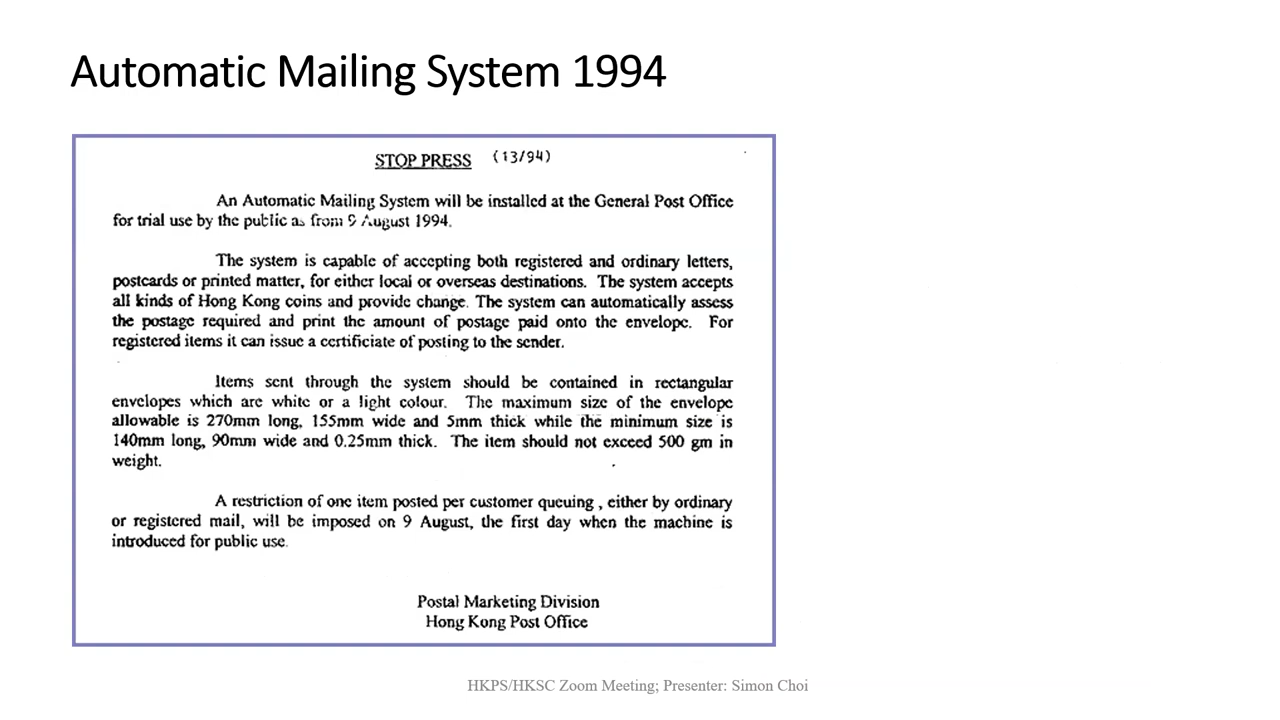 Automatic Mailing System 1994
STOP PRESS (13/94)
An Automatic Mailing System will be installed at the General Post Office
for trial use by the public as from 9 August 1994.
The system is capable of accepting both registered and ordinary letters,
postcards or printed matter, for either local or overseas destinations. The system accepts
all kinds of Hong Kong coins and provide change. The system can automatically assess
the postage required and print the amount of postage paid onto the envelope. For
registered items it can issue a certificiate of posting to the sender.
Items sent through the system should be contained in rectangular
envelopes which are white or a light colour. The maximum size of the envelope
allowable is 270mm long, 155mm wide and 5mm thick while the minimum size is
140mm long, 90mm wide and 0.25mm thick. The item should not exceed 500 gm in
weight.
A restriction of one item posted per customer queuing , either by ordinary
or registered mail, will be imposed on 9 August, the first day when the machine is
introduced for public use.
Postal Marketing Division
Hong Kong Post Office
HKPS/HKSC Zoom Meeting; Presenter: Simon Choi